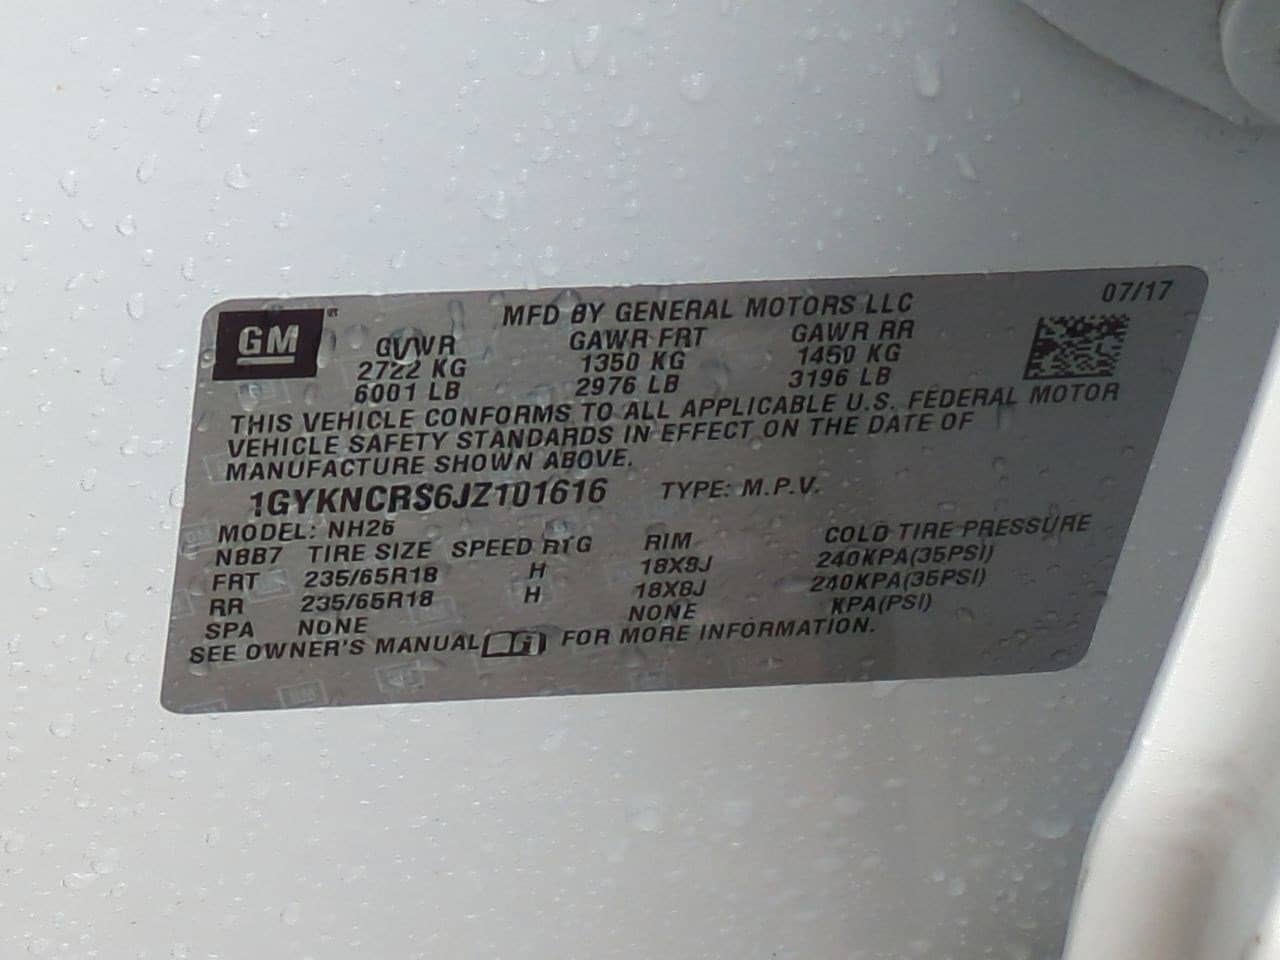 GM®
MFD BY GENERAL MOTORS LLC
07/17
GVWR GAWR FRT GAWR RR
2722 KG 1350 KG 1450 KG
6001 LB 2976 LB 3196 LB
THIS VEHICLE CONFORMS TO ALL APPLICABLE U.S. FEDERAL MOTOR
VEHICLE SAFETY STANDARDS IN EFFECT ON THE DATE OF
MANUFACTURE SHOWN ABOVE.
1GYKNCRS6JZ101616 TYPE: M.P.V.
MODEL: NH26
NBB7 TIRE SIZE SPEED RTG RIM COLD TIRE PRESSURE
FRT 235/65R18 H 18X8J 240KPA(35PSI)
RR 235/65R18 H 18X8J 240KPA(35PSI)
SPA NONE NONE KPA(PSI)
SEE OWNER'S MANUAL FOR MORE INFORMATION.